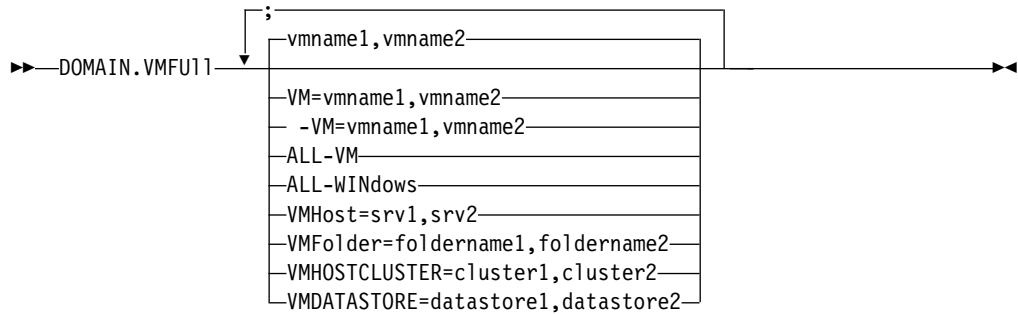 ;
vmname1,vmname2
DOMAIN.VMFUll
VM=vmname1,vmname2
-VM=vmname1,vmname2
ALL-VM
ALL-WINdows
VMHost=srv1,srv2
VMFolder=foldername1,foldername2
VMHOSTCLUSTER=cluster1,cluster2
VMDATASTORE=datastore1,datastore2